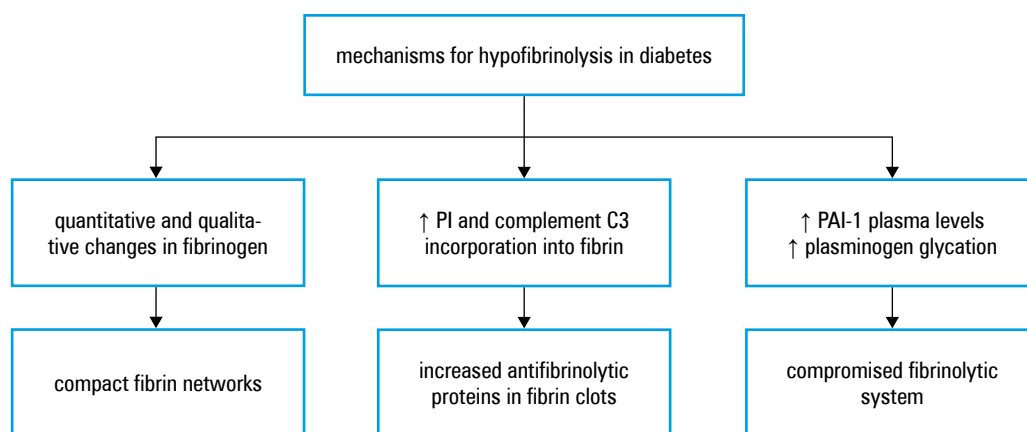 mechanisms for hypofibrinolysis in diabetes
quantitative and qualita-
tive changes in fibrinogen
↑ PI and complement C3
incorporation into fibrin
↑ PAI-1 plasma levels
↑ plasminogen glycation
compact fibrin networks
increased antifibrinolytic
proteins in fibrin clots
compromised fibrinolytic
system